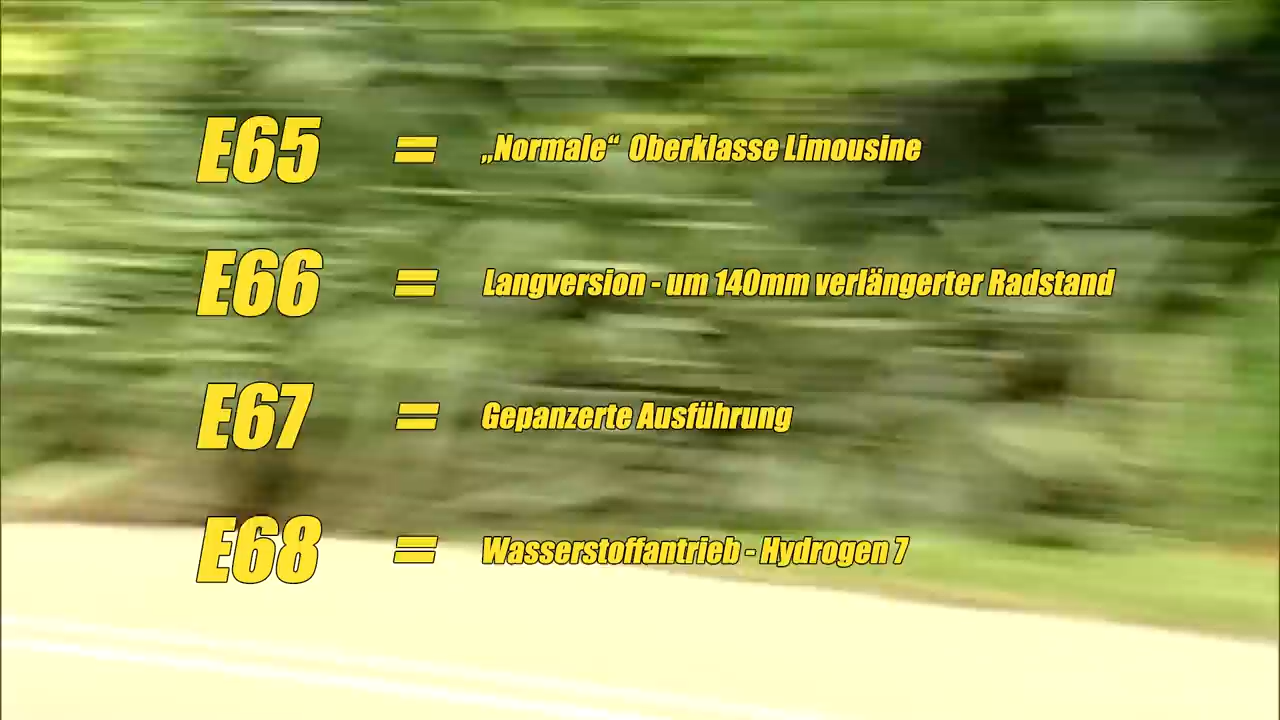 E65 = „Normale“ Oberklasse Limousine
E66 = Langversion - um 140mm verlängerter Radstand
E67 = Gepanzerte Ausführung
E68 = Wasserstoffantrieb - Hydrogen 7